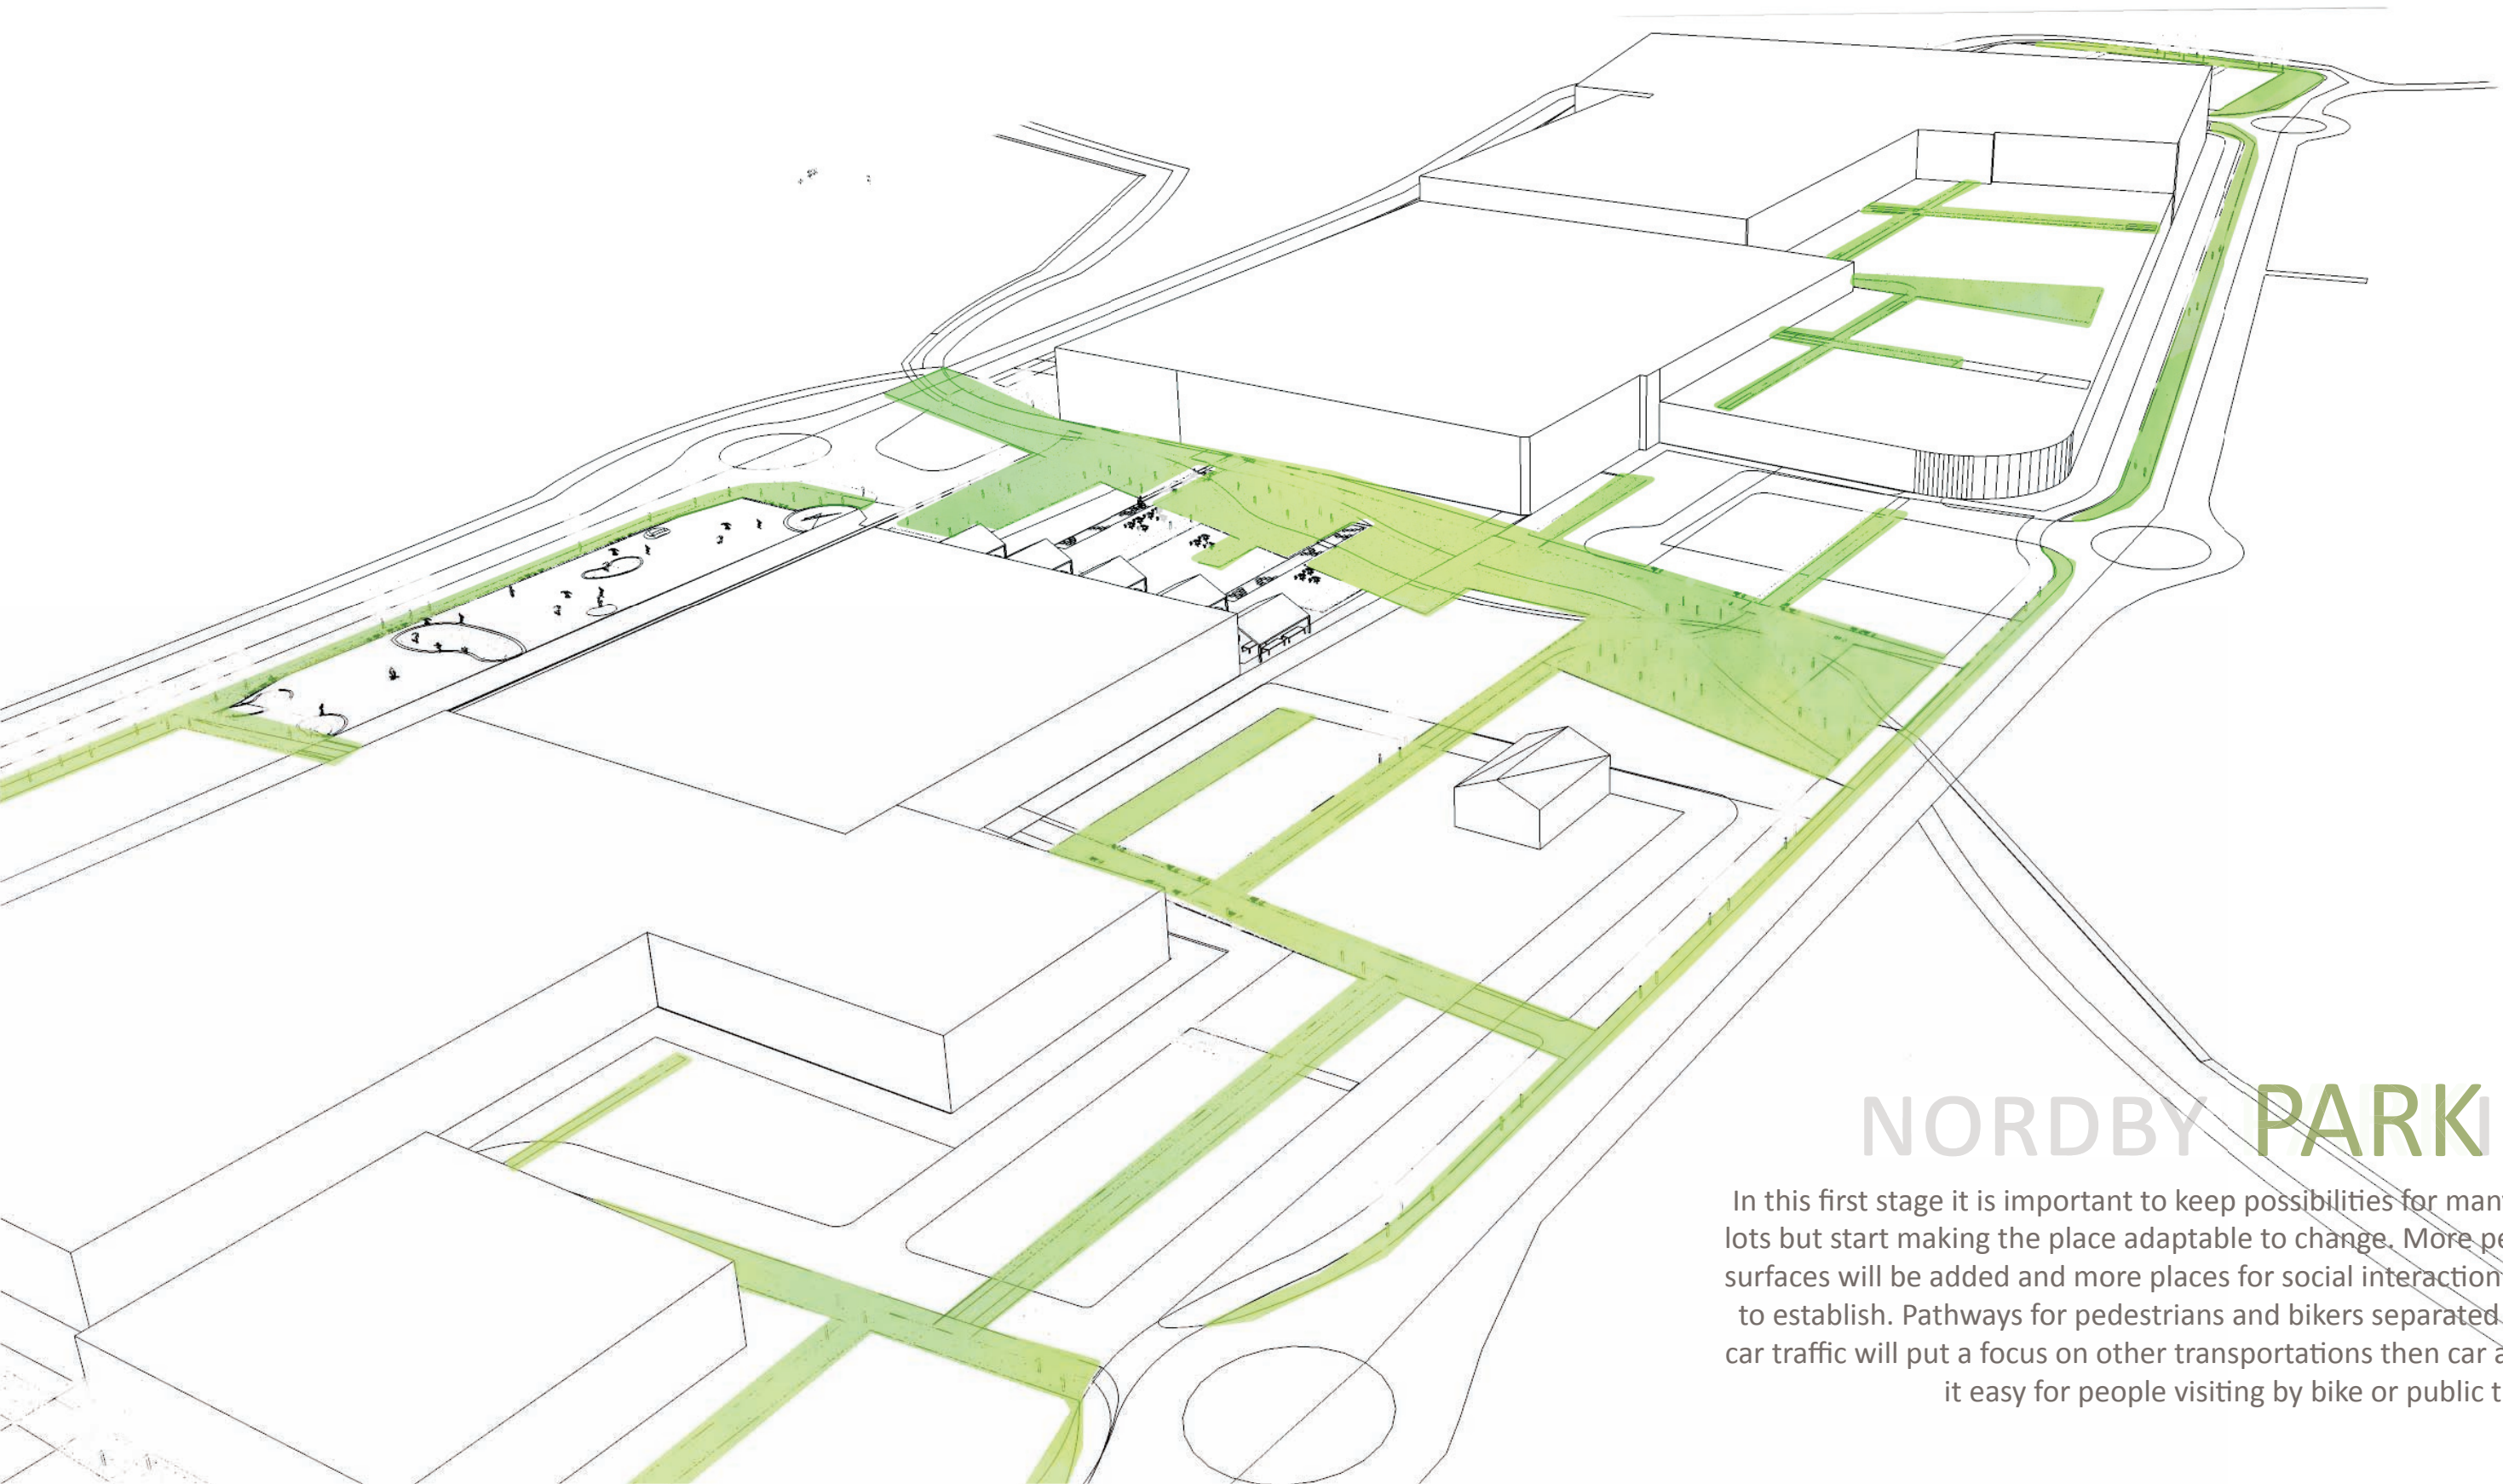 NORDBY PARKI
In this first stage it is important to keep possibilities for man
lots but start making the place adaptable to change. More pe
surfaces will be added and more places for social interaction
to establish. Pathways for pedestrians and bikers separated
car traffic will put a focus on other transportations then car a
it easy for people visiting by bike or public t